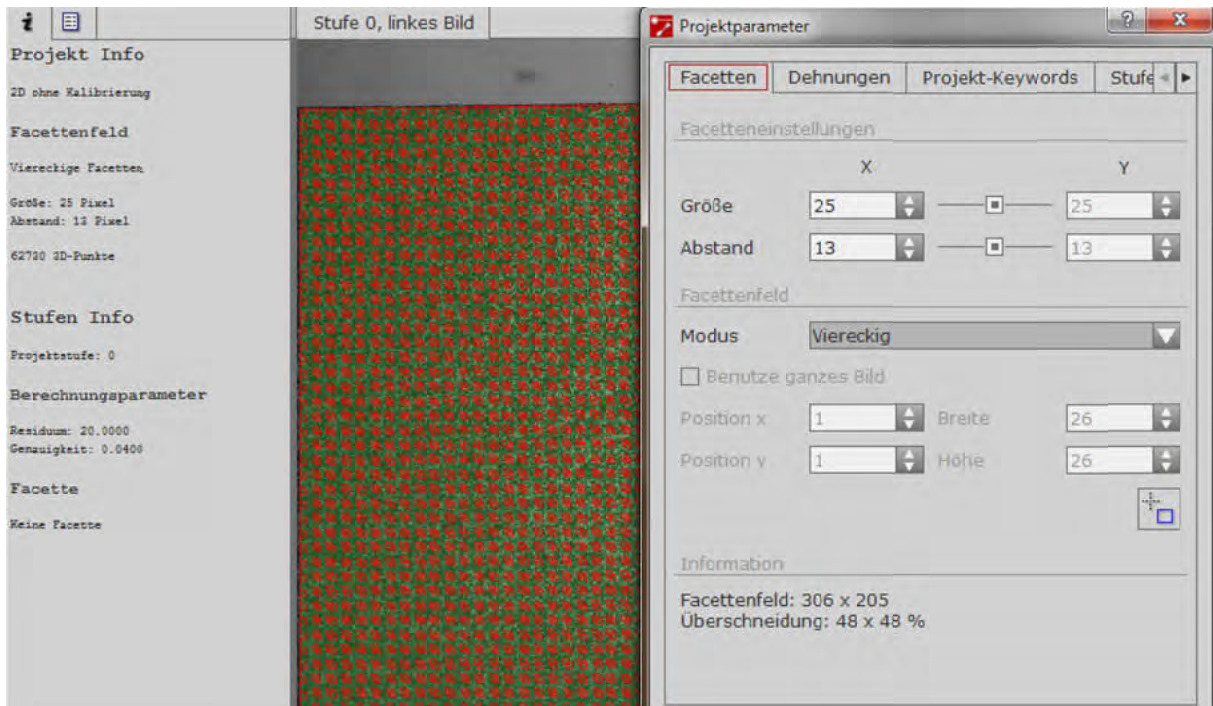 Stufe 0, linkes Bild
Projekt Info
2D ohne Kalibrierung
Facettenfeld
Viereckige Facetten
Größe: 25 Pixel
Abstand: 13 Pixel
62730 3D-Punkte
Stufen Info
Projektstufe: 0
Berechnungsparameter
Residuum: 20.0000
Genauigkeit: 0.0400
Facette
Keine Facette
Projektparameter
Facetten Dehnungen Projekt-Keywords Stufe
Facetteneinstellungen
X Y
Größe 25 25
Abstand 13 13
Facettenfeld
Modus Viereckig
Benutze ganzes Bild
Position x 1 Breite 26
Position y 1 Höhe 26
Information
Facettenfeld: 306 x 205
Überschneidung: 48 x 48 %